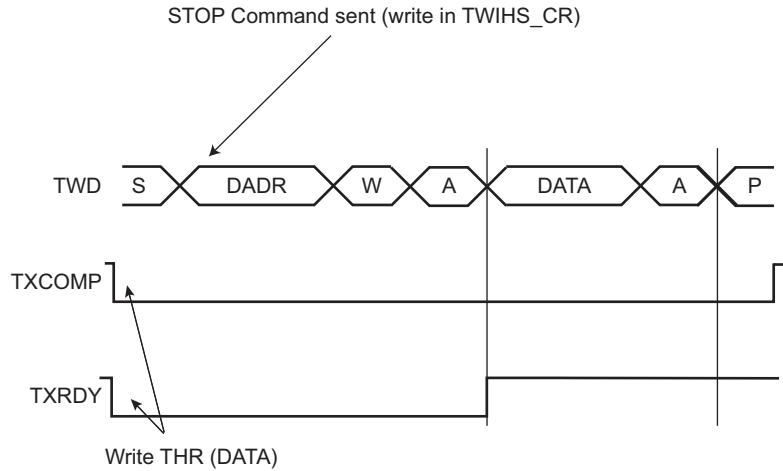 STOP Command sent (write in TWIHS_CR)
TWD S DADR W A DATA A P
TXCOMP
TXRDY
Write THR (DATA)